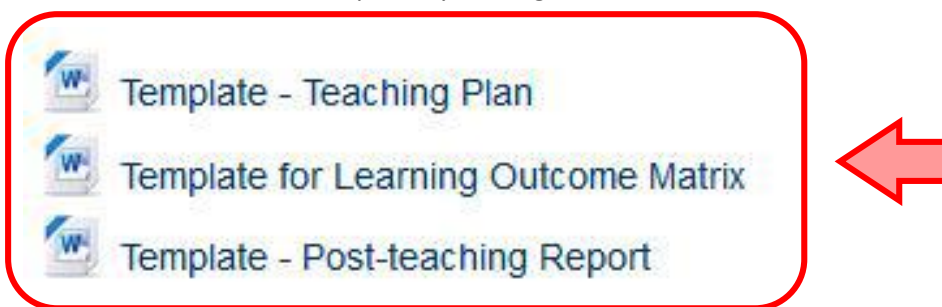 Template - Teaching Plan
Template for Learning Outcome Matrix
Template - Post-teaching Report